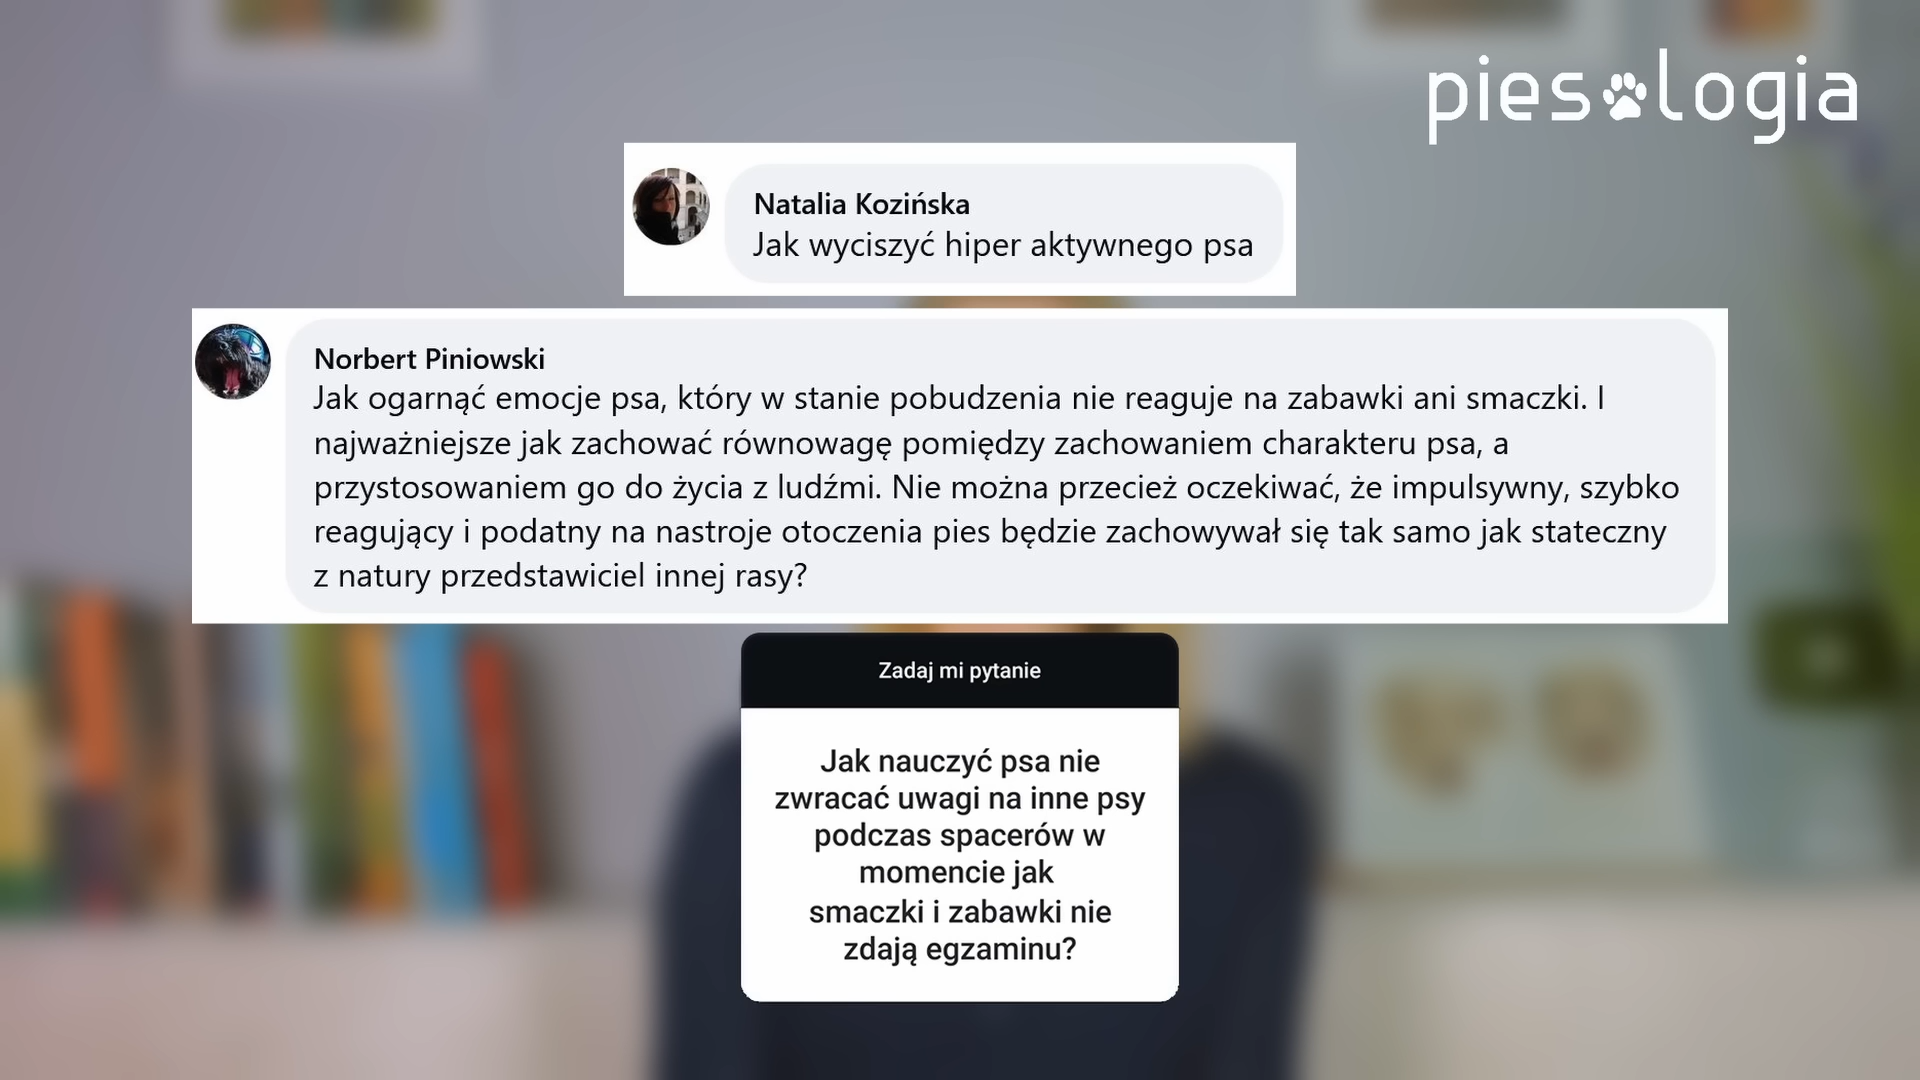 pies logia
Natalia Kozińska
Jak wyciszyć hiper aktywnego psa
Norbert Piniowski
Jak ogarnąć emocje psa, który w stanie pobudzenia nie reaguje na zabawki ani smaczki. I
najważniejsze jak zachować równowagę pomiędzy zachowaniem charakteru psa, a
przystosowaniem go do życia z ludźmi. Nie można przecież oczekiwać, że impulsywny, szybko
reagujący i podatny na nastroje otoczenia pies będzie zachowywał się tak samo jak stateczny
z natury przedstawiciel innej rasy?
Zadaj mi pytanie
Jak nauczyć psa nie
zwracać uwagi na inne psy
podczas spacerów w
momencie jak
smaczki i zabawki nie
zdają egzaminu?